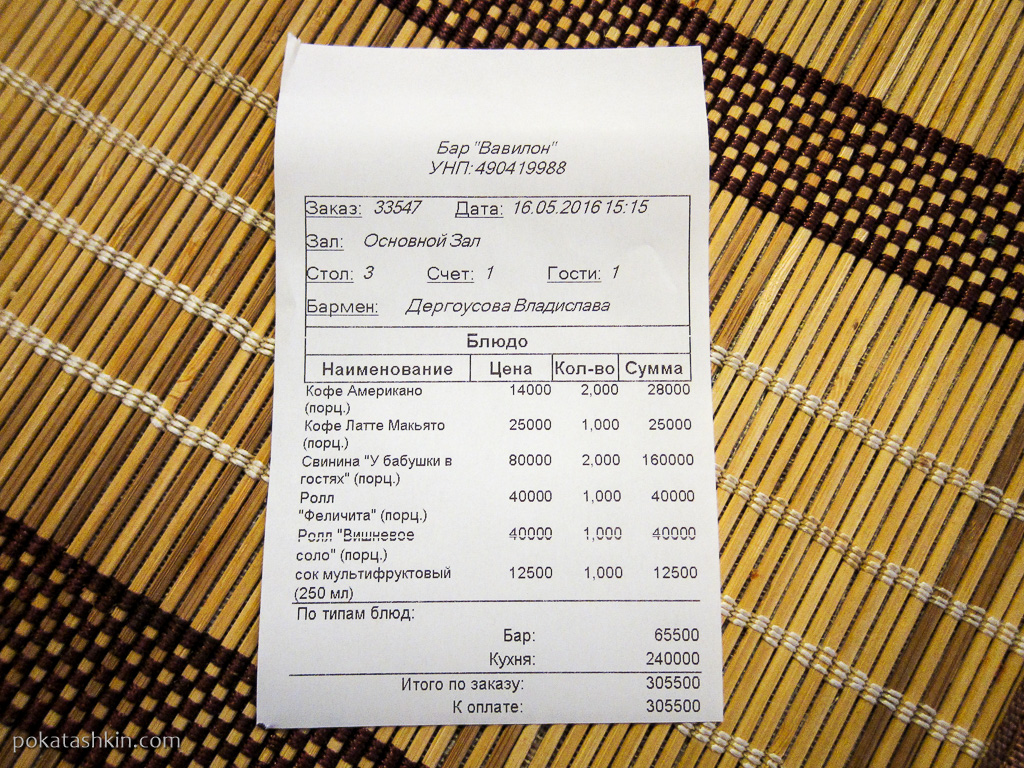 Бар "Вавилон"
УНП:490419988
Заказ: 33547 Дата: 16.05.2016 15:15
Зал: Основной Зал
Стол: 3 Счет: 1 Гости: 1
Бармен: Дергоусова Владислава
Блюдо
Наименование Цена Кол-во Сумма
Кофе Американо 14000 2,000 28000
(порц.)
Кофе Латте Макьято 25000 1,000 25000
(порц.)
Свинина "У бабушки в 80000 2,000 160000
гостях" (порц.)
Ролл 40000 1,000 40000
"Феличита" (порц.)
Ролл "Вишневое 40000 1,000 40000
соло" (порц.)
сок мультифруктовый 12500 1,000 12500
(250 мл)
По типам блюд:
Бар: 65500
Кухня: 240000
Итого по заказу: 305500
К оплате: 305500
pokatashkin.com